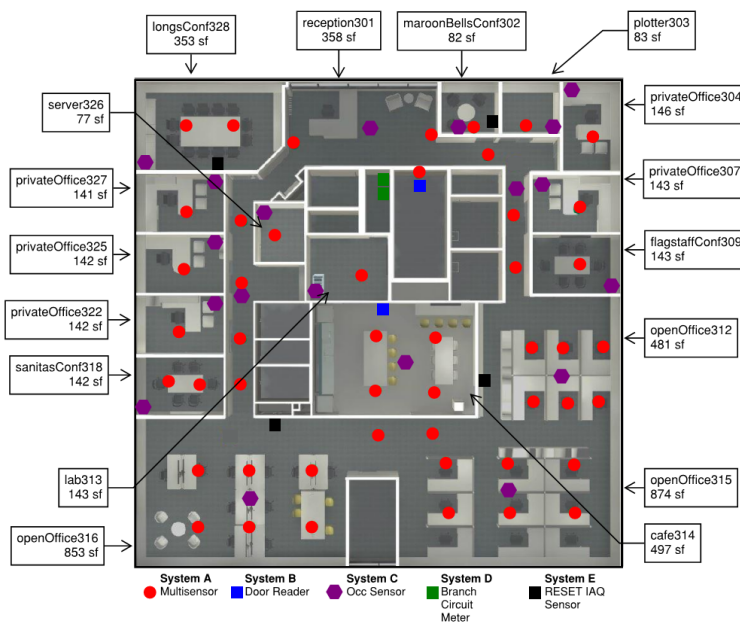 longsConf328
353 sf
reception301
358 sf
maroonBellsConf302
82 sf
plotter303
83 sf
server326
77 sf
privateOffice304
146 sf
privateOffice327
141 sf
privateOffice307
143 sf
privateOffice325
142 sf
flagstaffConf309
143 sf
privateOffice322
142 sf
openOffice312
481 sf
sanitasConf318
142 sf
lab313
143 sf
openOffice315
874 sf
openOffice316
853 sf
cafe314
497 sf
System A
Multisensor
System B
Door Reader
System C
Occ Sensor
System D
Branch
Circuit
Meter
System E
RESET IAQ
Sensor